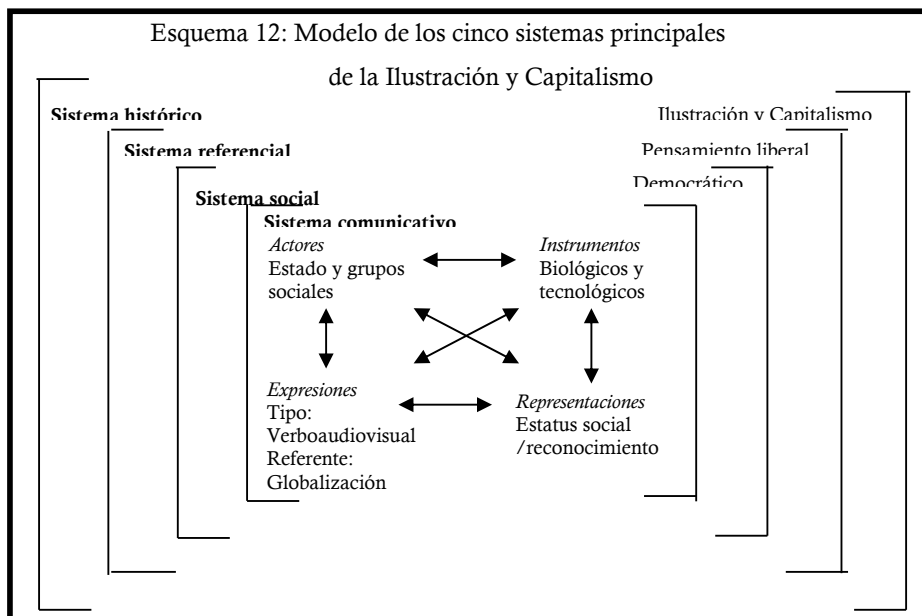 Esquema 12: Modelo de los cinco sistemas principales
de la Ilustración y Capitalismo
Sistema histórico
Ilustración y Capitalismo
Sistema referencial
Pensamiento liberal
Democrático
Sistema social
Sistema comunicativo
Actores
Estado y grupos
sociales
Instrumentos
Biológicos y
tecnológicos
Expresiones
Tipo:
Verboaudiovisual
Referente:
Globalización
Representaciones
Estatus social
/reconocimiento